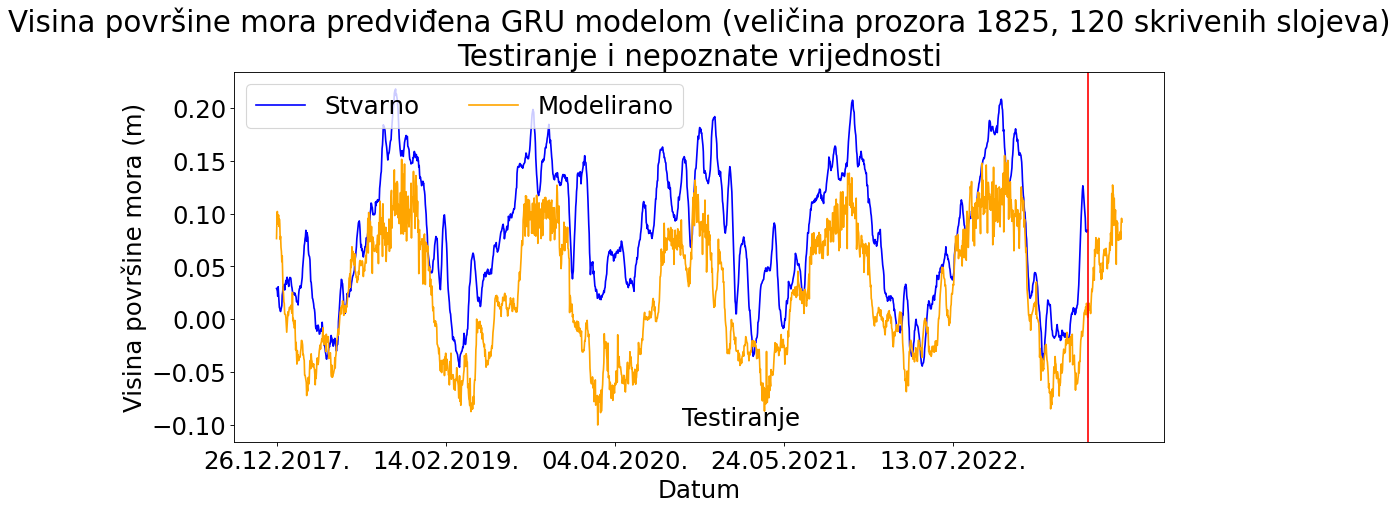 Visina površine mora predviđena GRU modelom (veličina prozora 1825, 120 skrivenih slojeva)
Testiranje i nepoznate vrijednosti
Stvarno
Modelirano
Visina površine mora (m)
0.20
0.15
0.10
0.05
0.00
−0.05
−0.10
Testiranje
26.12.2017.
14.02.2019.
04.04.2020.
24.05.2021.
13.07.2022.
Datum